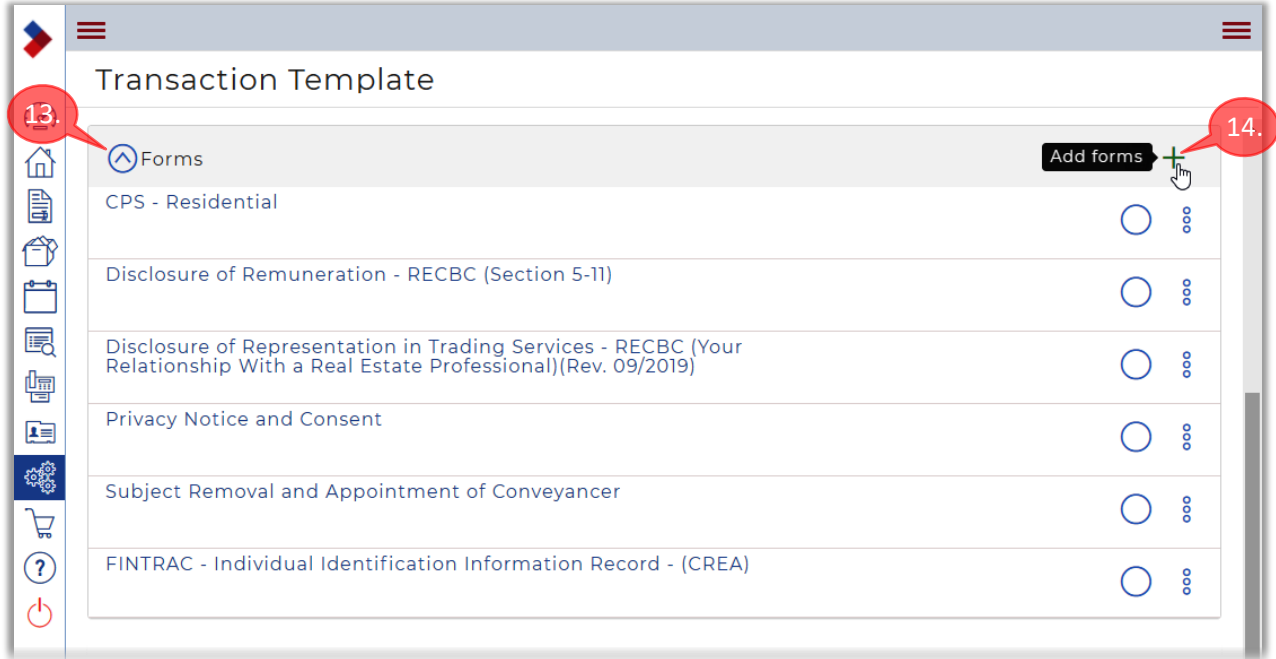 Transaction Template
13.
14.
Forms
Add forms
CPS - Residential
Disclosure of Remuneration - RECBC (Section 5-11)
Disclosure of Representation in Trading Services - RECBC (Your
Relationship With a Real Estate Professional)(Rev. 09/2019)
Privacy Notice and Consent
Subject Removal and Appointment of Conveyancer
FINTRAC - Individual Identification Information Record - (CREA)
?